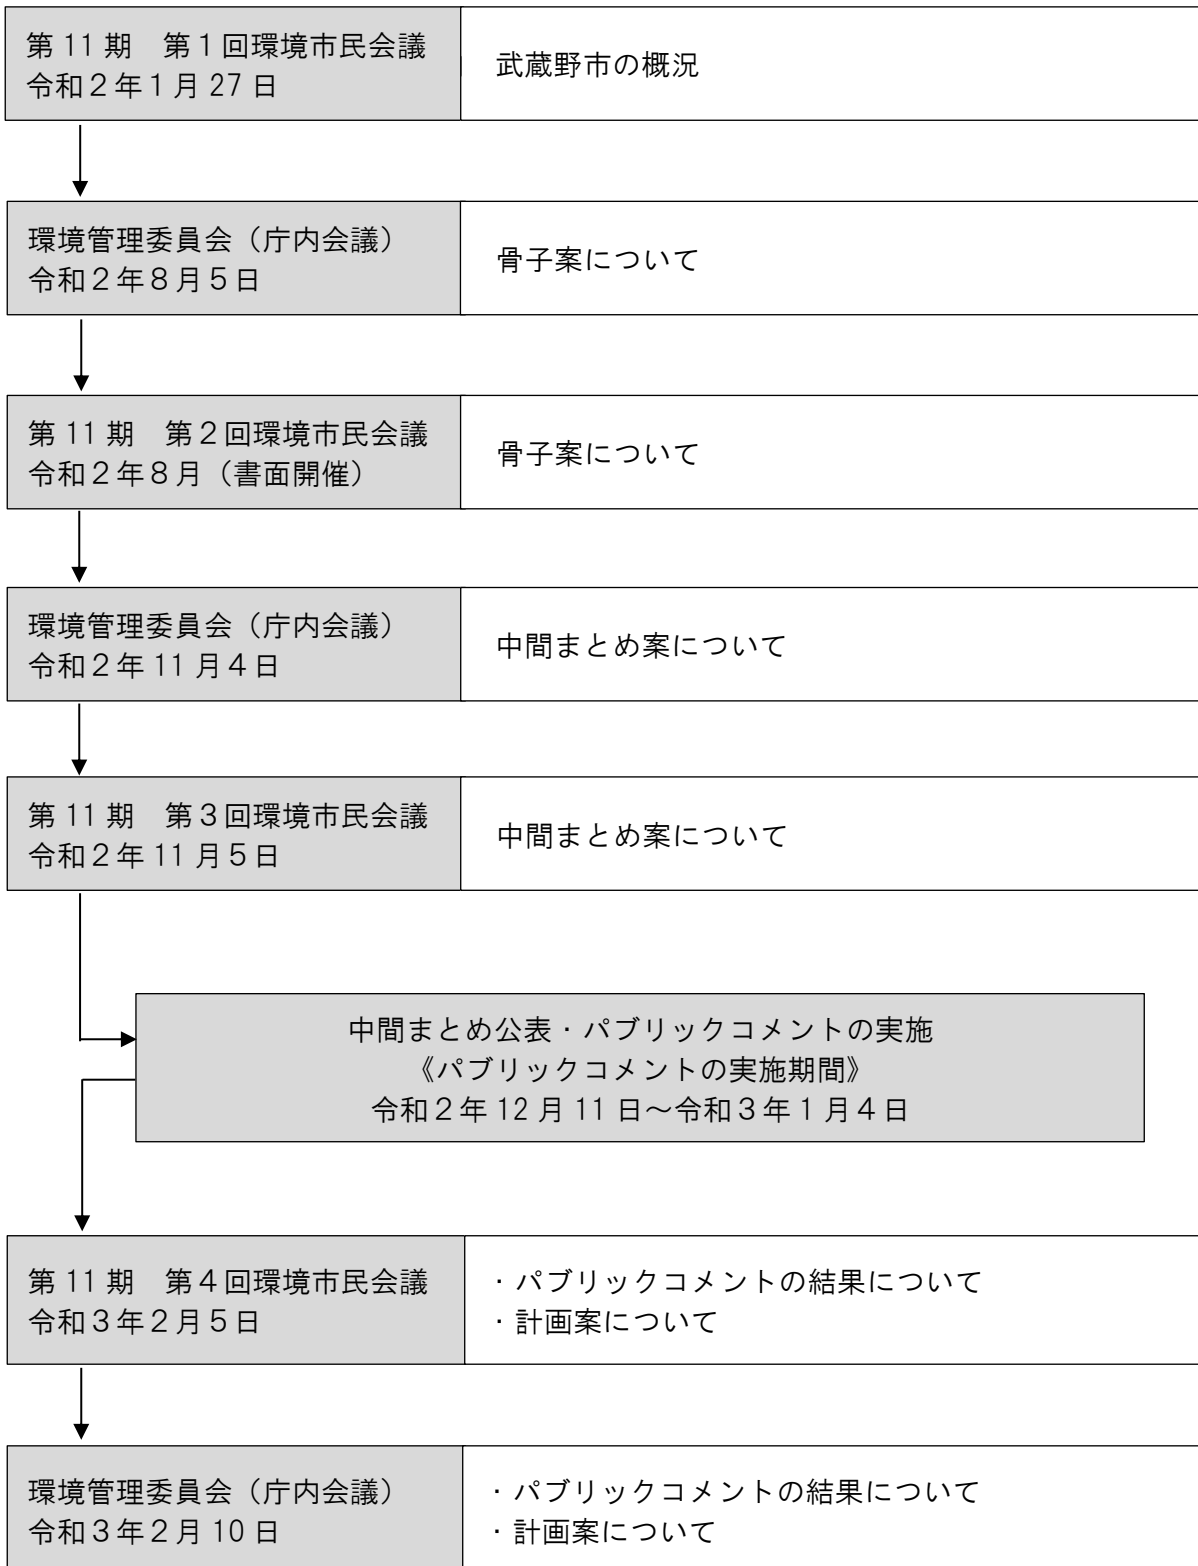 第 11 期　第１回環境市民会議
令和２年１月 27 日
武蔵野市の概況
環境管理委員会（庁内会議）
令和２年８月５日
骨子案について
第 11 期　第２回環境市民会議
令和２年８月（書面開催）
骨子案について
環境管理委員会（庁内会議）
令和２年 11 月４日
中間まとめ案について
第 11 期　第３回環境市民会議
令和２年 11 月５日
中間まとめ案について
中間まとめ公表・パブリックコメントの実施
《パブリックコメントの実施期間》
令和２年 12 月 11 日～令和３年１月４日
第 11 期　第４回環境市民会議
令和３年２月５日
・パブリックコメントの結果について
・計画案について
環境管理委員会（庁内会議）
令和３年２月 10 日
・パブリックコメントの結果について
・計画案について